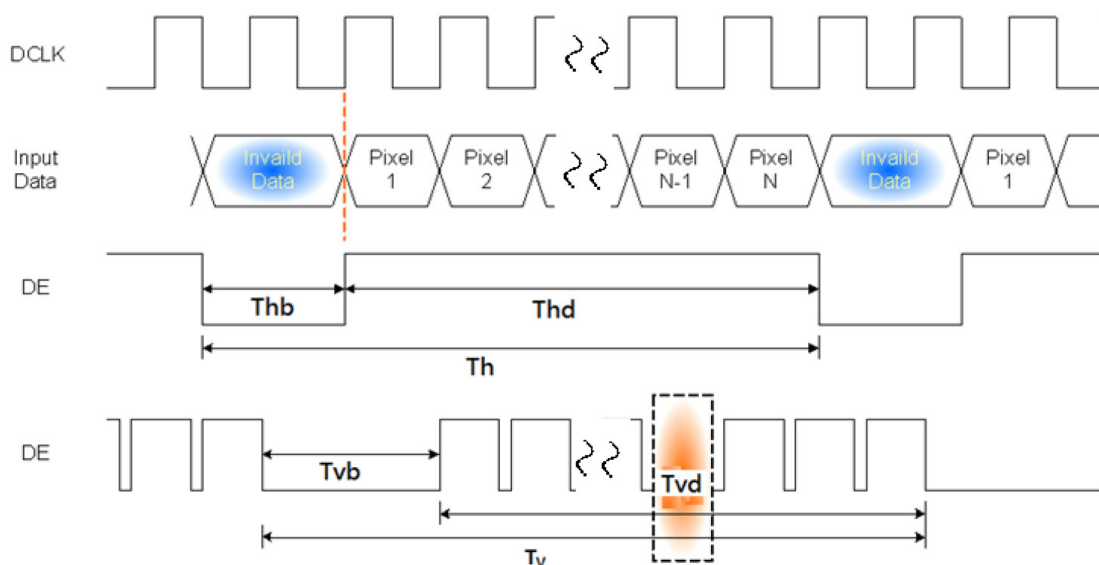 DCLK
Input
Data
Invaild
Data
Pixel
1
Pixel
2
Pixel
N-1
Pixel
N
Invaild
Data
Pixel
1
DE
Thb
Thd
Th
DE
Tvb
Tvd
Tv